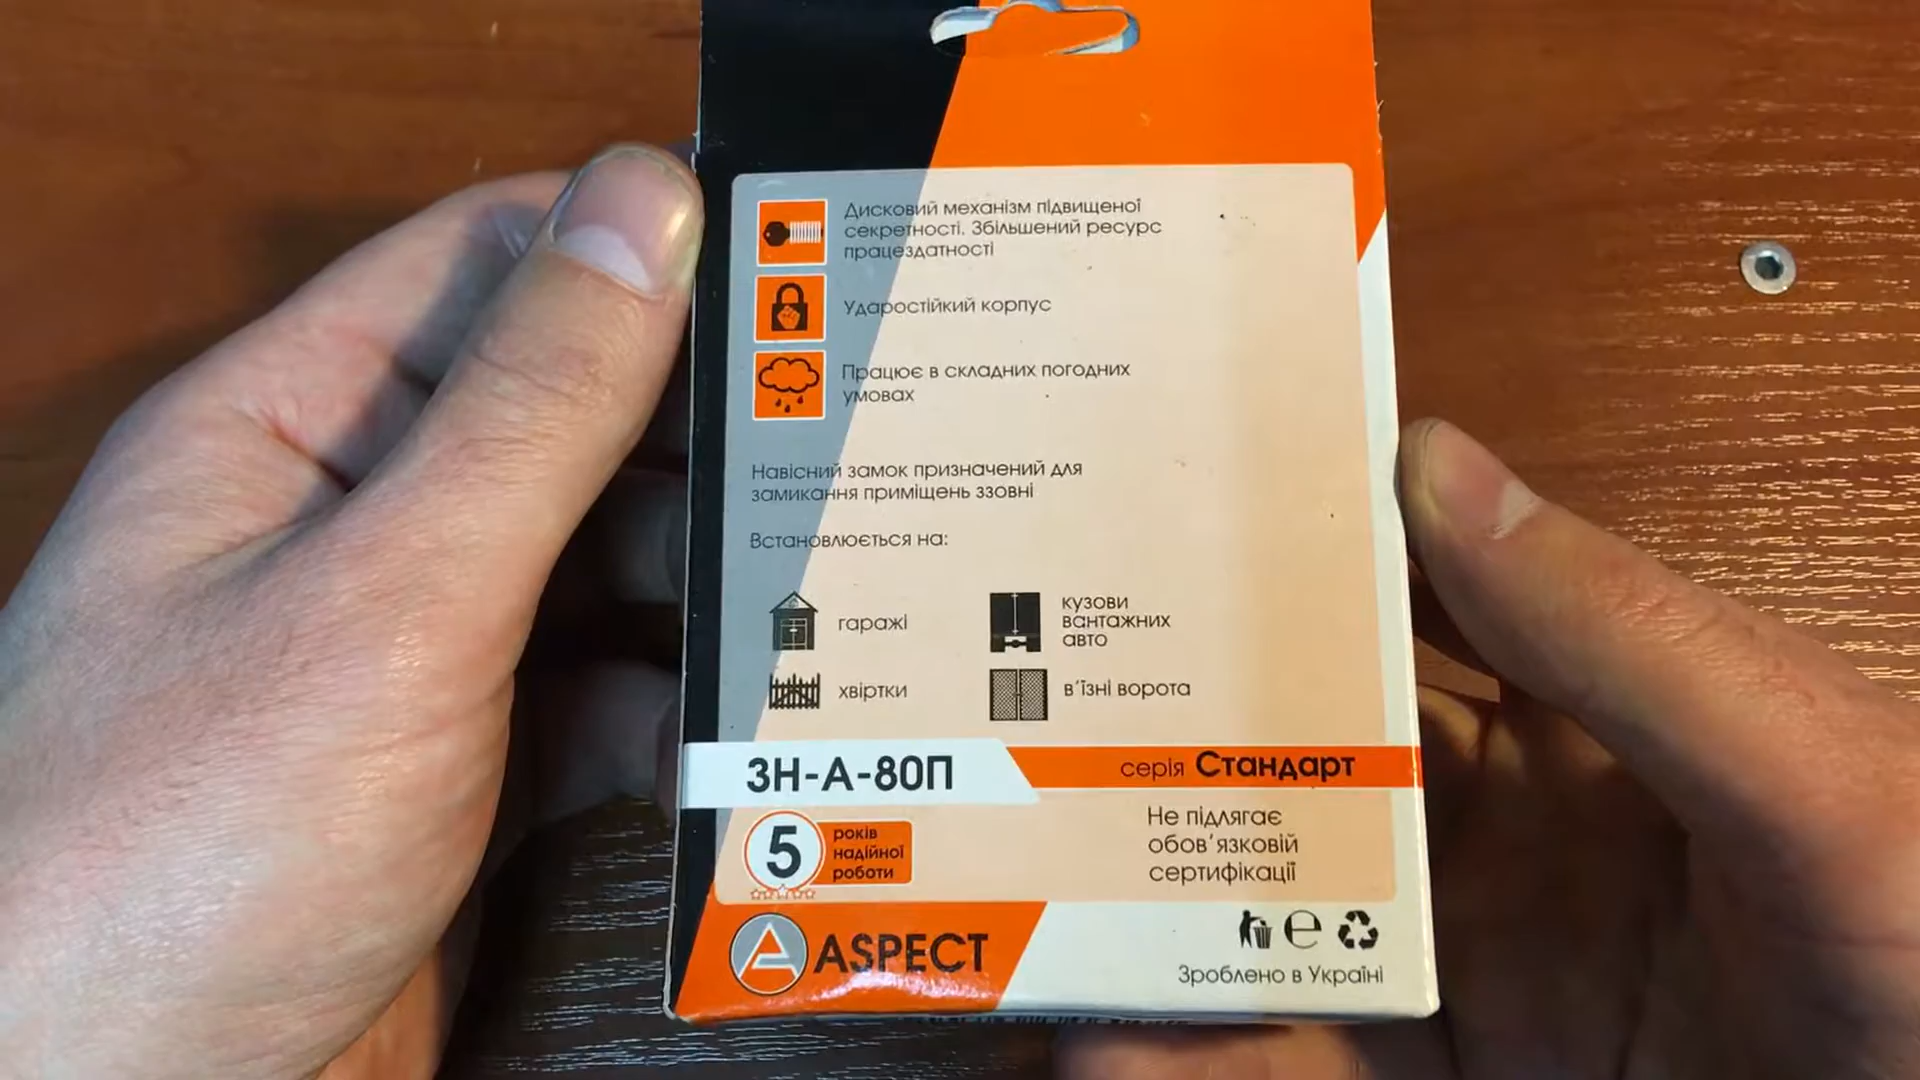 Дисковий механізм підвищеної
секретності. Збільшений ресурс
працездатності
Ударостійкий корпус
Працює в складних погодних
умовах
Навісний замок призначений для
замикання приміщень ззовні
Встановлюється на:
гаражі
кузови
вантажних
авто
хвіртки
в'їзні ворота
ЗН-А-80П
серія Стандарт
5
років
надійної
роботи
Не підлягає
обов'язковій
сертифікації
ASPECT
Зроблено в Україні